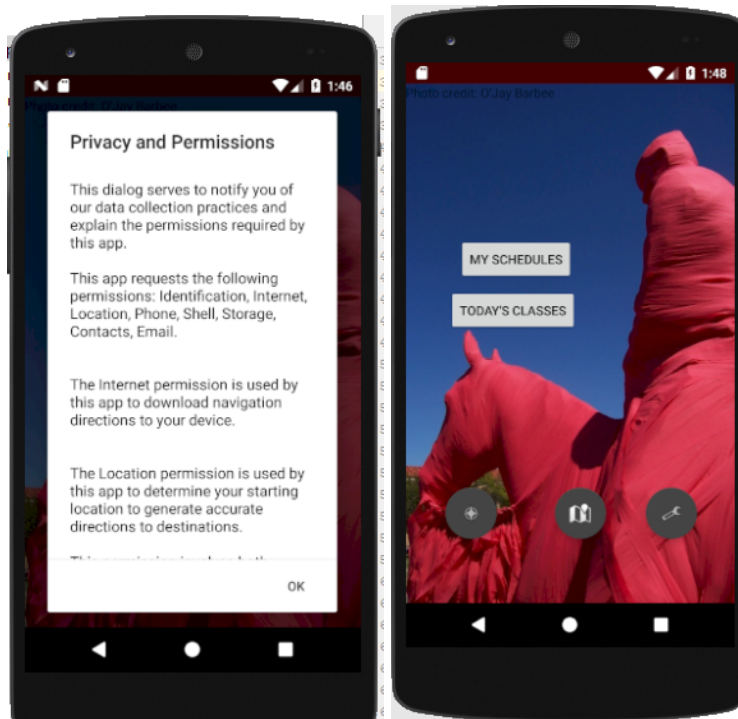 1:46
Photo credit: O'Jay Barbee
Privacy and Permissions
This dialog serves to notify you of
our data collection practices and
explain the permissions required by
this app.
This app requests the following
permissions: Identification, Internet,
Location, Phone, Shell, Storage,
Contacts, Email.
The Internet permission is used by
this app to download navigation
directions to your device.
The Location permission is used by
this app to determine your starting
location to generate accurate
directions to destinations.
OK
1:48
Photo credit: O'Jay Barbee
MY SCHEDULES
TODAY'S CLASSES